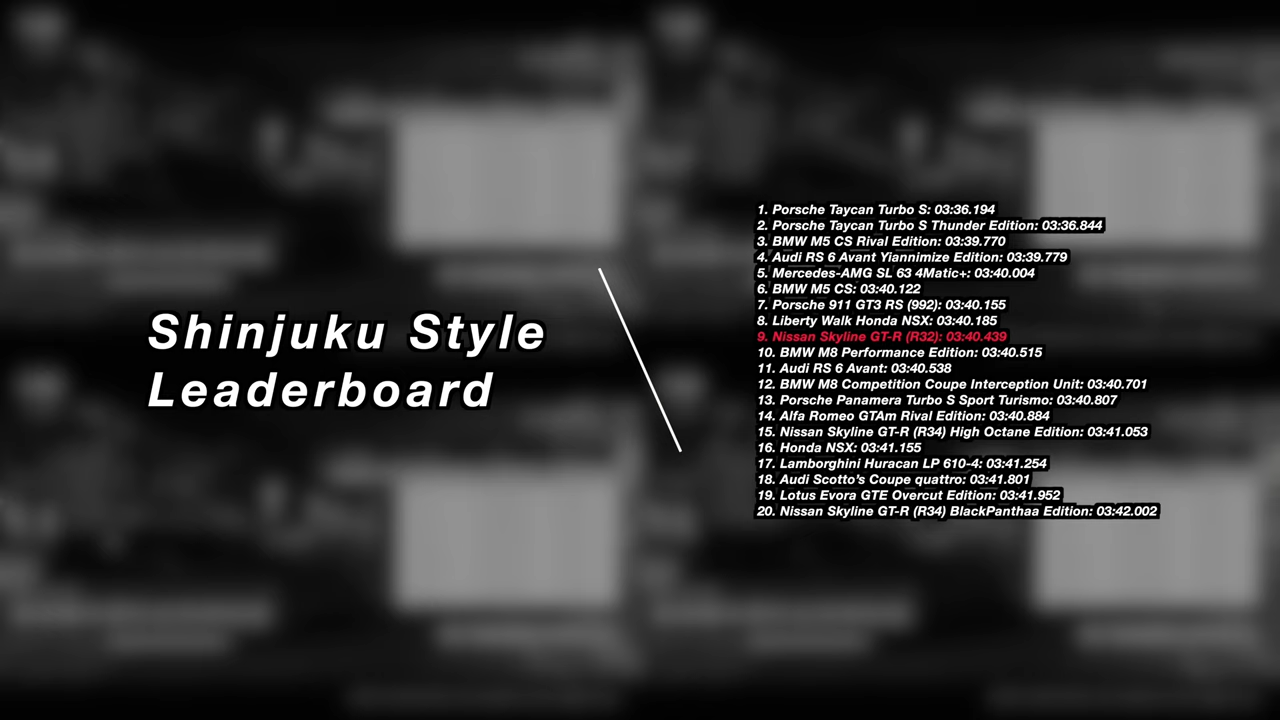 Shinjuku Style
Leaderboard
1. Porsche Taycan Turbo S: 03:36.194
2. Porsche Taycan Turbo S Thunder Edition: 03:36.844
3. BMW M5 CS Rival Edition: 03:39.770
4. Audi RS 6 Avant Yiannimize Edition: 03:39.779
5. Mercedes-AMG SL 63 4Matic+: 03:40.004
6. BMW M5 CS: 03:40.122
7. Porsche 911 GT3 RS (992): 03:40.155
8. Liberty Walk Honda NSX: 03:40.185
9. Nissan Skyline GT-R (R32): 03:40.439
10. BMW M8 Performance Edition: 03:40.515
11. Audi RS 6 Avant: 03:40.538
12. BMW M8 Competition Coupe Interception Unit: 03:40.701
13. Porsche Panamera Turbo S Sport Turismo: 03:40.807
14. Alfa Romeo GTAm Rival Edition: 03:40.884
15. Nissan Skyline GT-R (R34) High Octane Edition: 03:41.053
16. Honda NSX: 03:41.155
17. Lamborghini Huracan LP 610-4: 03:41.254
18. Audi Scotto’s Coupe quattro: 03:41.801
19. Lotus Evora GTE Overcut Edition: 03:41.952
20. Nissan Skyline GT-R (R34) BlackPanthaa Edition: 03:42.002